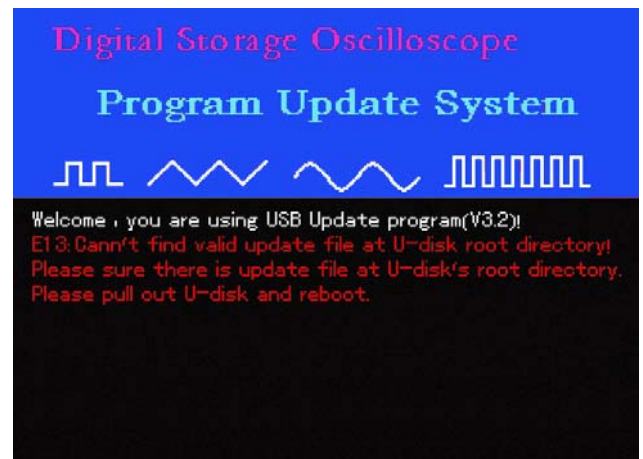 Digital Storage Oscilloscope
Program Update System
Welcome , you are using USB Update program(V3.2)!
E13:Cann't find valid update file at U-disk root directory!
Please sure there is update file at U-disk's root directory.
Please pull out U-disk and reboot.